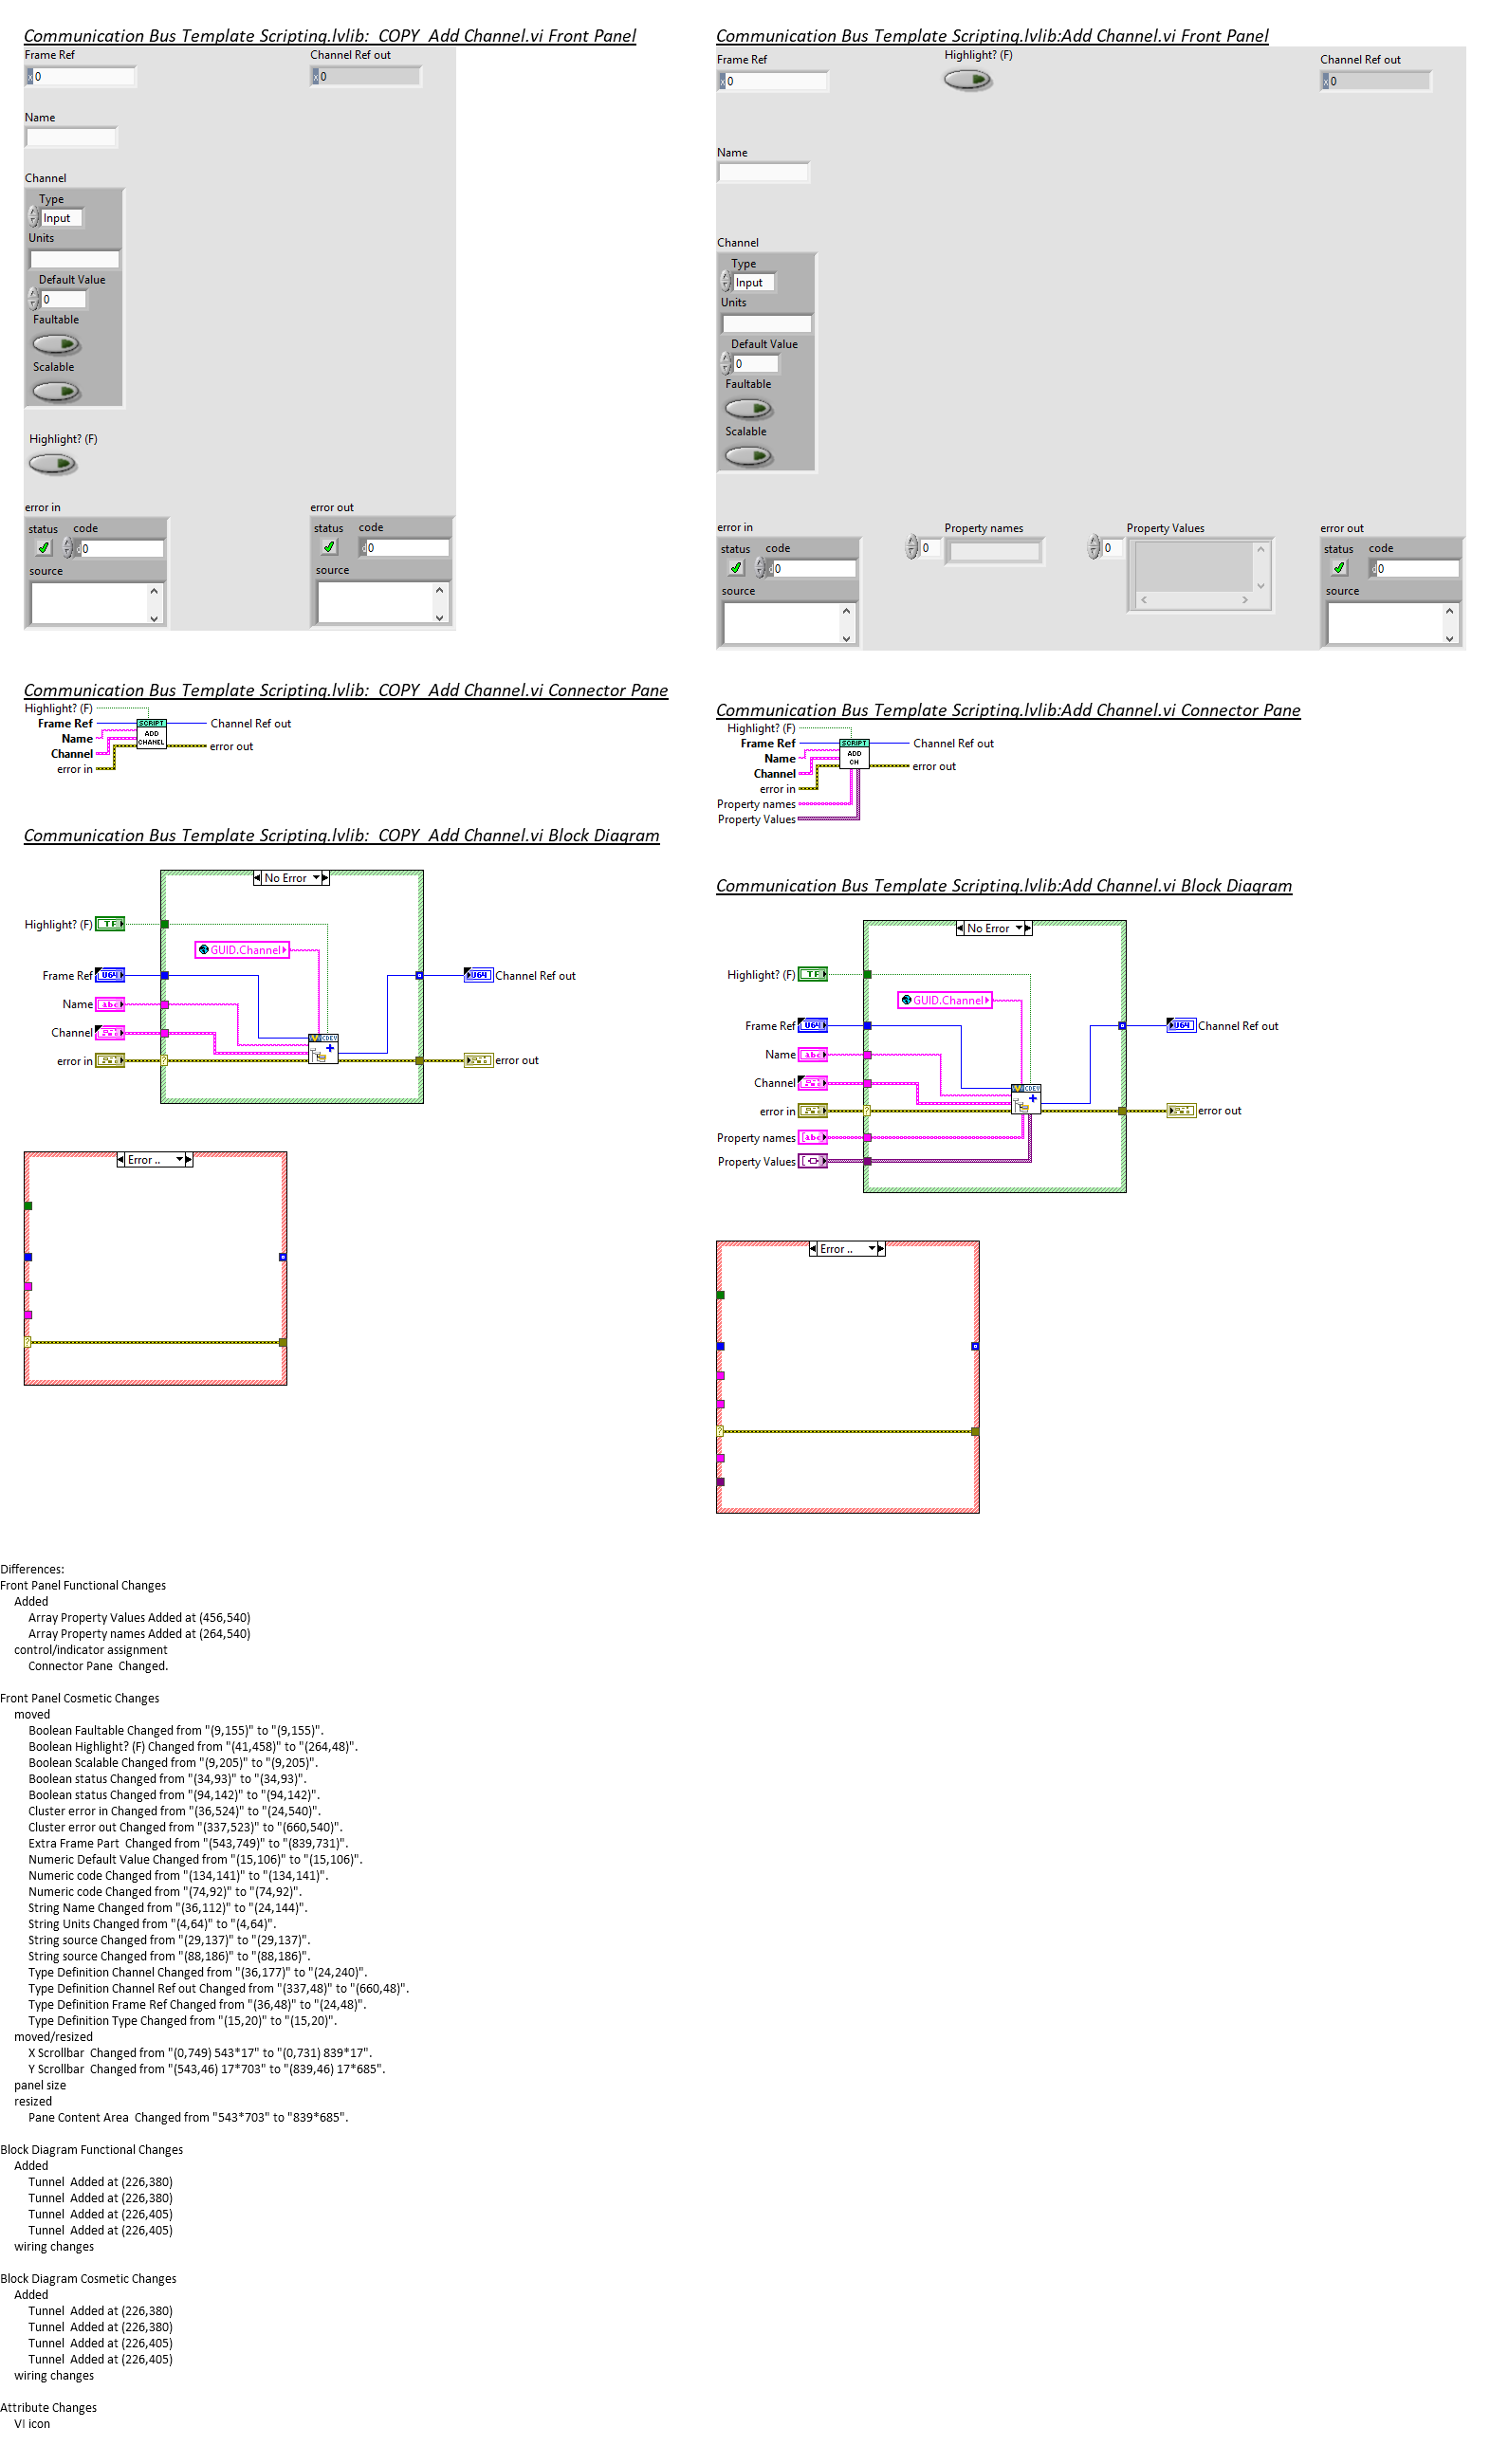 Communication Bus Template Scripting.lvlib:_COPY_Add Channel.vi Front Panel
Frame Ref
Channel Ref out
x 0
x 0
Name
Channel
Type
Input
Units
Default Value
0
Faultable
Scalable
Highlight? (F)
error in
error out
status code
status code
d 0
d 0
source
source
Communication Bus Template Scripting.lvlib:_COPY_Add Channel.vi Connector Pane
Highlight? (F)
Frame Ref
Name
Channel
error in
SCRIPT
ADD
CHANEL
Channel Ref out
error out
Communication Bus Template Scripting.lvlib:_COPY_Add Channel.vi Block Diagram
No Error
Highlight? (F)
TF
GUID.Channel
Frame Ref
U64
U64
Channel Ref out
Name
abc
Channel
CDEV
error in
error out
Error ..
Communication Bus Template Scripting.lvlib:Add Channel.vi Front Panel
Frame Ref
Highlight? (F)
Channel Ref out
x 0
x 0
Name
Channel
Type
Input
Units
Default Value
0
Faultable
Scalable
error in
Property names
Property Values
error out
status code
0
0
status code
d 0
d 0
source
source
Communication Bus Template Scripting.lvlib:Add Channel.vi Connector Pane
Highlight? (F)
Frame Ref
Name
Channel
error in
Property names
Property Values
SCRIPT
ADD
CH
Channel Ref out
error out
Communication Bus Template Scripting.lvlib:Add Channel.vi Block Diagram
No Error
Highlight? (F)
TF
GUID.Channel
Frame Ref
U64
U64
Channel Ref out
Name
abc
Channel
CDEV
error in
error out
Property names
abc
Property Values
Error ..
Differences:
Front Panel Functional Changes
Added
Array Property Values Added at (456,540)
Array Property names Added at (264,540)
control/indicator assignment
Connector Pane  Changed.
Front Panel Cosmetic Changes
moved
Boolean Faultable Changed from "(9,155)" to "(9,155)".
Boolean Highlight? (F) Changed from "(41,458)" to "(264,48)".
Boolean Scalable Changed from "(9,205)" to "(9,205)".
Boolean status Changed from "(34,93)" to "(34,93)".
Boolean status Changed from "(94,142)" to "(94,142)".
Cluster error in Changed from "(36,524)" to "(24,540)".
Cluster error out Changed from "(337,523)" to "(660,540)".
Extra Frame Part  Changed from "(543,749)" to "(839,731)".
Numeric Default Value Changed from "(15,106)" to "(15,106)".
Numeric code Changed from "(134,141)" to "(134,141)".
Numeric code Changed from "(74,92)" to "(74,92)".
String Name Changed from "(36,112)" to "(24,144)".
String Units Changed from "(4,64)" to "(4,64)".
String source Changed from "(29,137)" to "(29,137)".
String source Changed from "(88,186)" to "(88,186)".
Type Definition Channel Changed from "(36,177)" to "(24,240)".
Type Definition Channel Ref out Changed from "(337,48)" to "(660,48)".
Type Definition Frame Ref Changed from "(36,48)" to "(24,48)".
Type Definition Type Changed from "(15,20)" to "(15,20)".
moved/resized
X Scrollbar  Changed from "(0,749) 543*17" to "(0,731) 839*17".
Y Scrollbar  Changed from "(543,46) 17*703" to "(839,46) 17*685".
panel size
resized
Pane Content Area  Changed from "543*703" to "839*685".
Block Diagram Functional Changes
Added
Tunnel  Added at (226,380)
Tunnel  Added at (226,380)
Tunnel  Added at (226,405)
Tunnel  Added at (226,405)
wiring changes
Block Diagram Cosmetic Changes
Added
Tunnel  Added at (226,380)
Tunnel  Added at (226,380)
Tunnel  Added at (226,405)
Tunnel  Added at (226,405)
wiring changes
Attribute Changes
VI icon